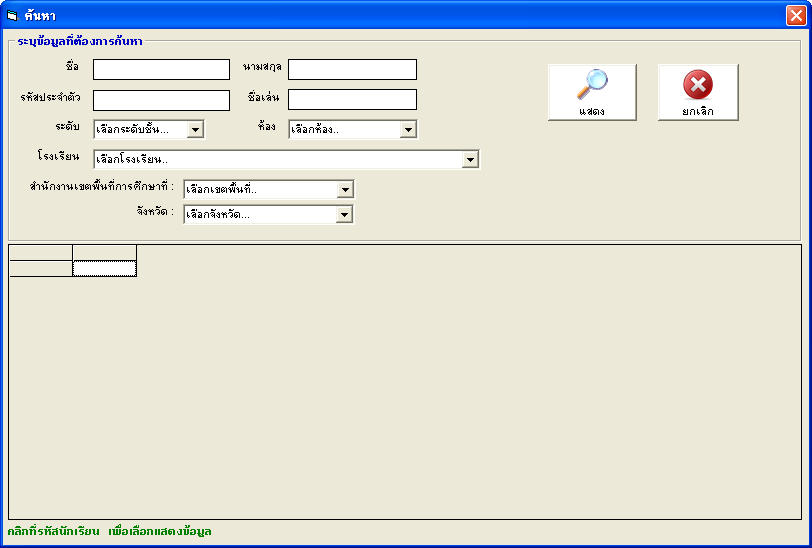 ค้นหา
ระบุข้อมูลที่ต้องการค้นหา
ชื่อ นามสกุล
รหัสประจำตัว ชื่อเล่น
แสดง ยกเลิก
ระดับ เลือกระดับชั้น... ห้อง เลือกห้อง..
โรงเรียน เลือกโรงเรียน..
สำนักงานเขตพื้นที่การศึกษาที่ : เลือกเขตพื้นที่..
จังหวัด : เลือกจังหวัด...
คลิกที่รหัสนักเรียน เพื่อเลือกแสดงข้อมูล